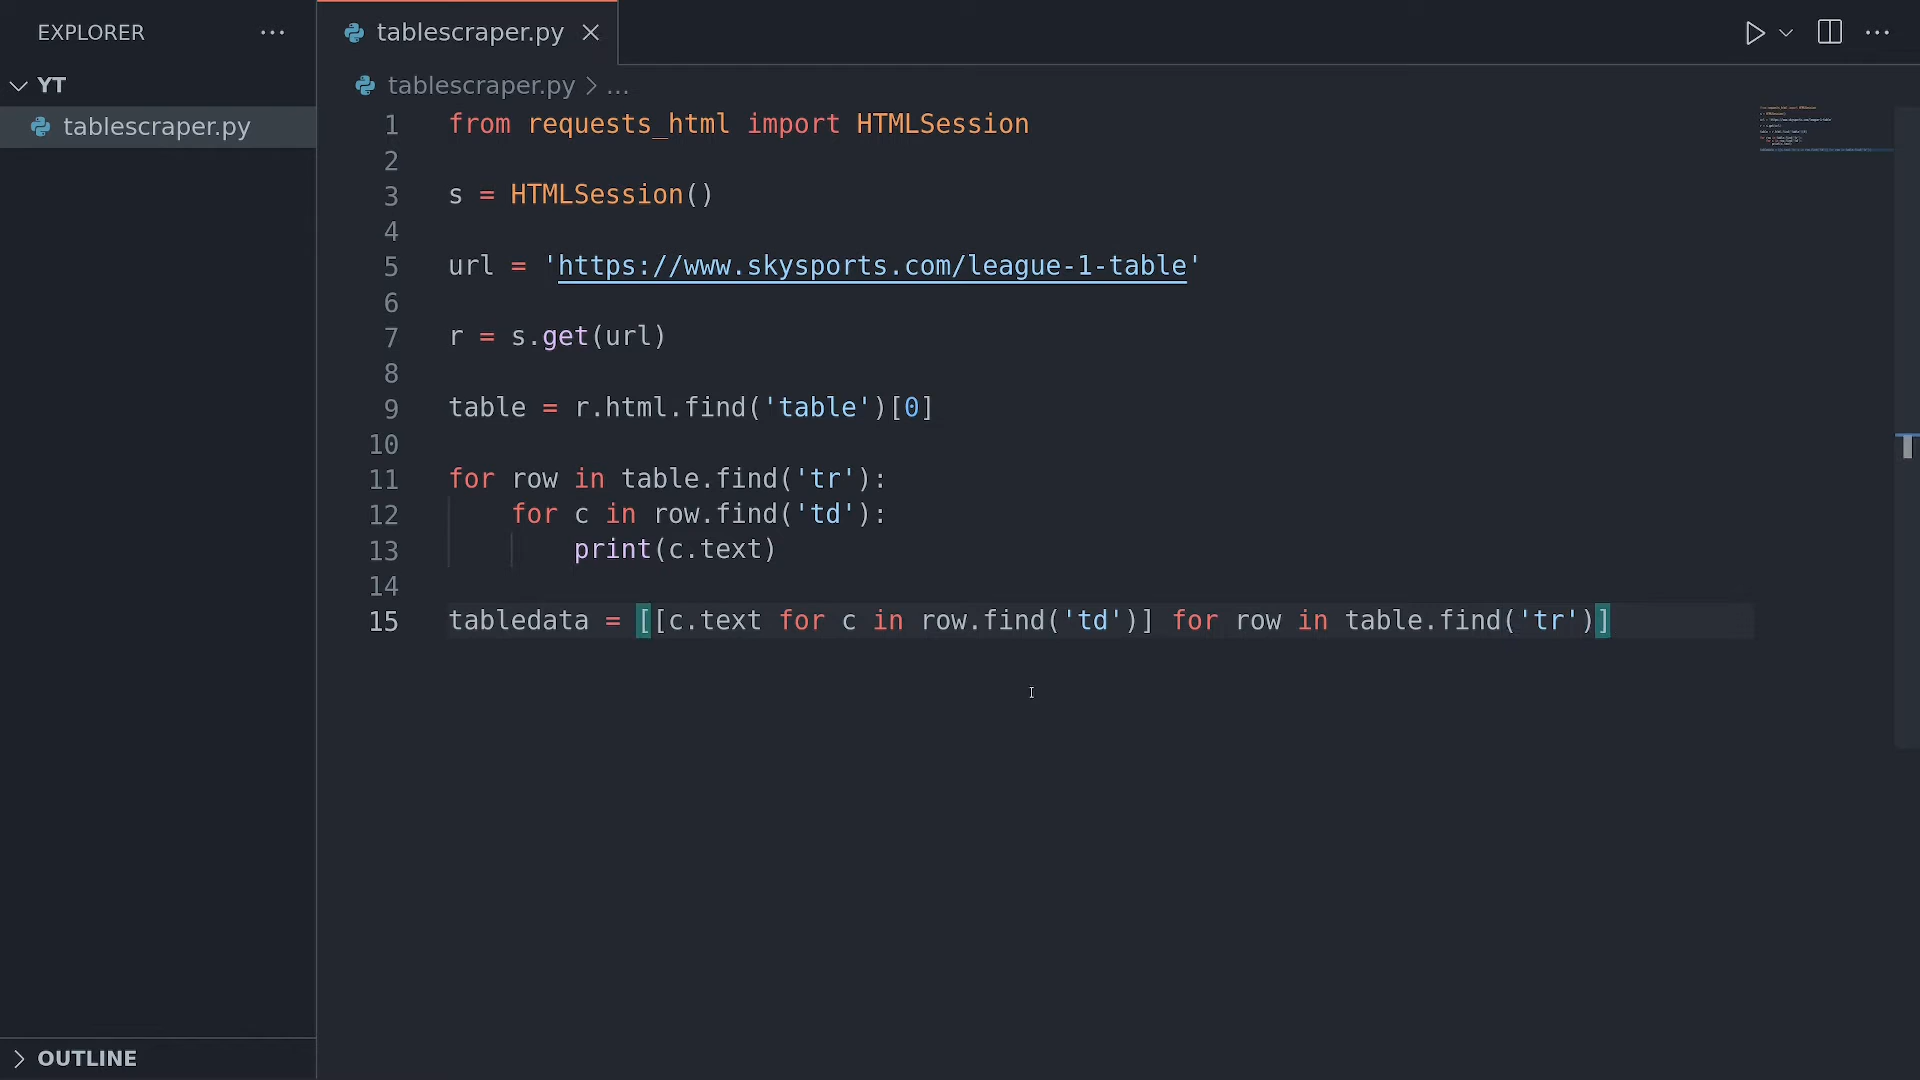 EXPLORER ...
YT
tablescraper.py
OUTLINE
tablescraper.py
tablescraper.py > ...
1 from requests_html import HTMLSession
2
3 s = HTMLSession()
4
5 url = 'https://www.skysports.com/league-1-table'
6
7 r = s.get(url)
8
9 table = r.html.find('table')[0]
10
11 for row in table.find('tr'):
12     for c in row.find('td'):
13         print(c.text)
14
15 tabledata = [[c.text for c in row.find('td')] for row in table.find('tr')]